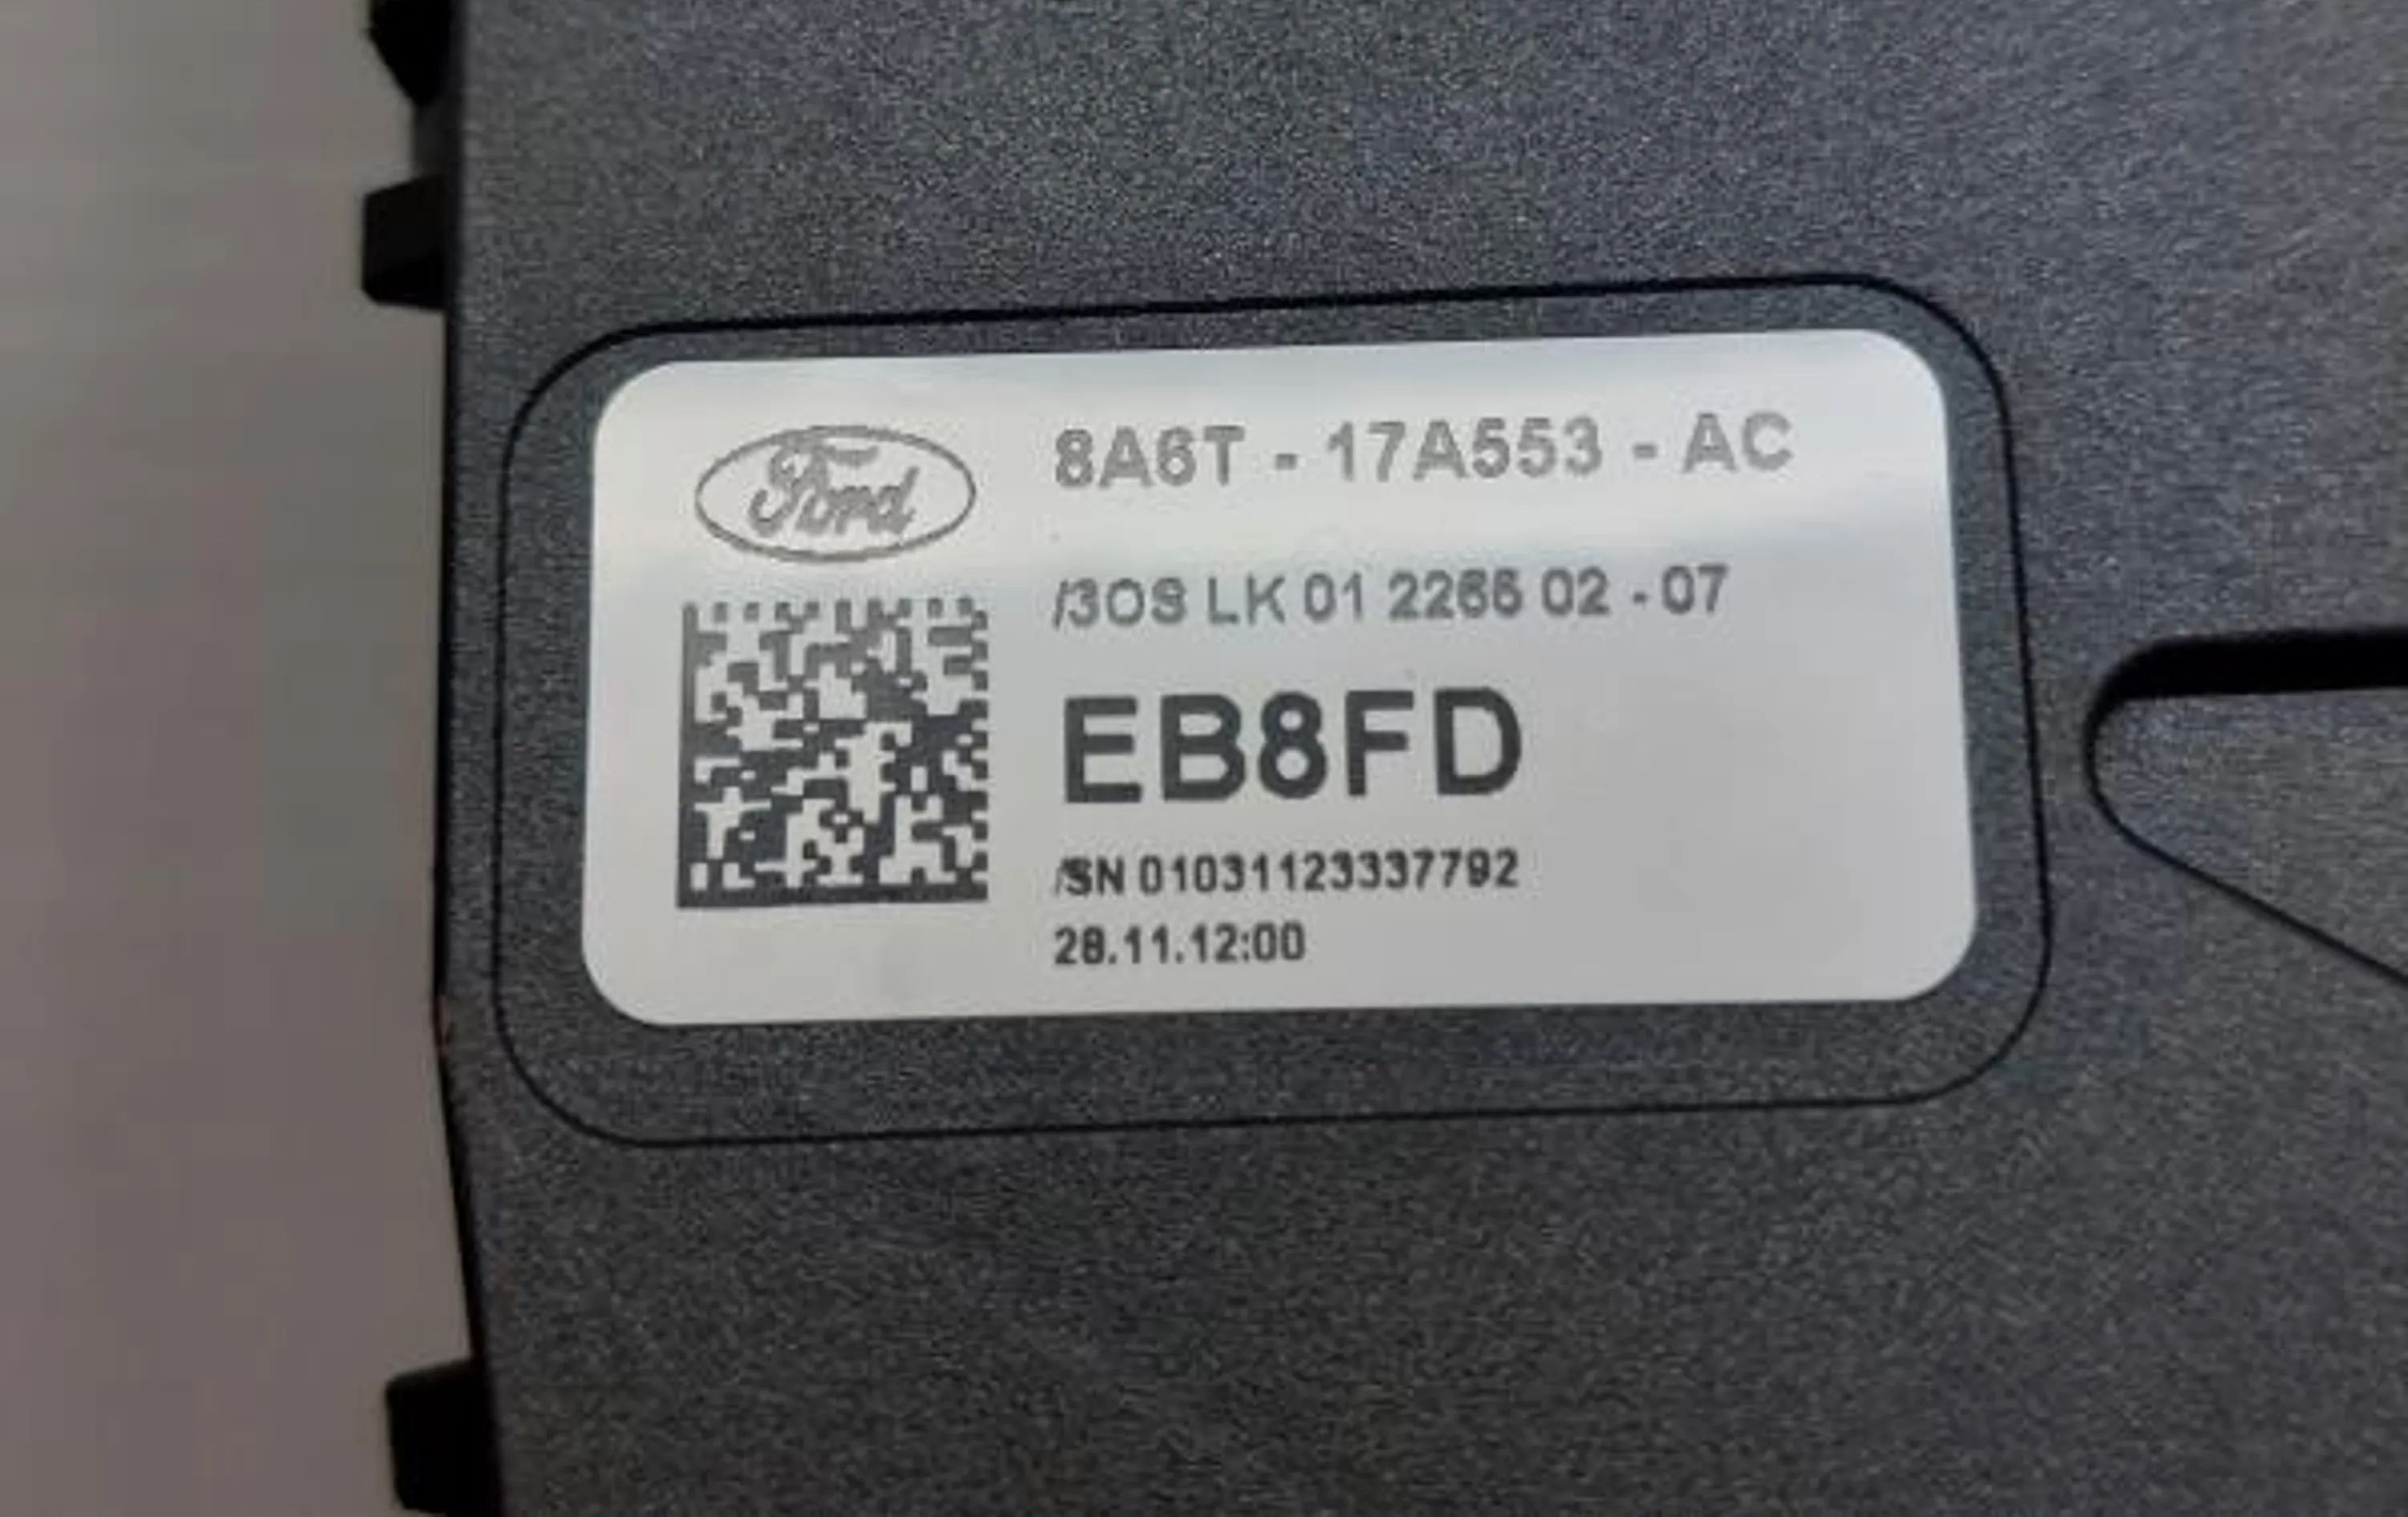 Ford
8A6T - 17A553 - AC
/3OS LK 01 2266 02 - 07
EB8FD
/SN 01031123337792
28.11.12:00